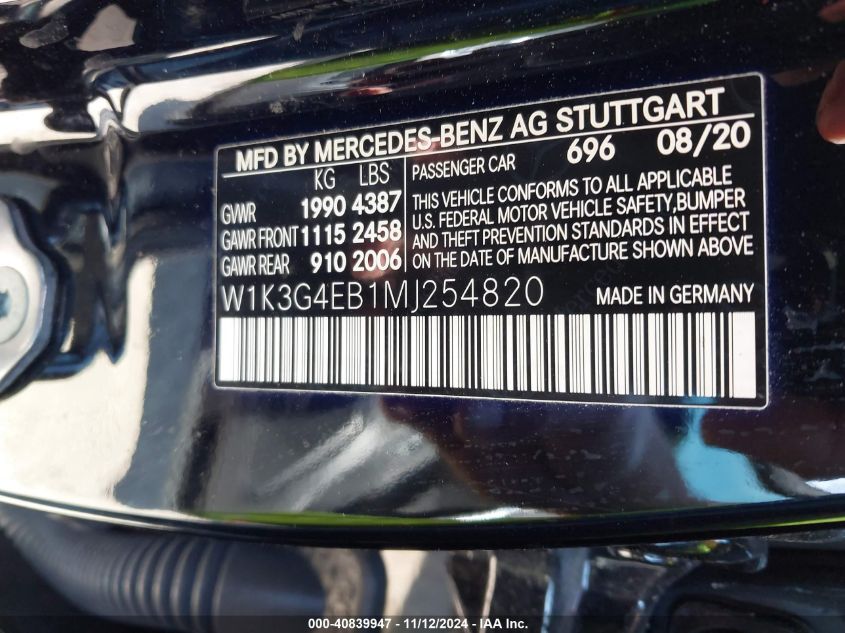 MFD BY MERCEDES-BENZ AG STUTTGART
KG LBS
GVWR 1990 4387
GAWR FRONT 1115 2458
GAWR REAR 910 2006
PASSENGER CAR 696 08/20
THIS VEHICLE CONFORMS TO ALL APPLICABLE
U.S. FEDERAL MOTOR VEHICLE SAFETY,BUMPER
AND THEFT PREVENTION STANDARDS IN EFFECT
ON THE DATE OF MANUFACTURE SHOWN ABOVE
W1K3G4EB1MJ254820 MADE IN GERMANY
000-40839947 - 11/12/2024 - IAA Inc.